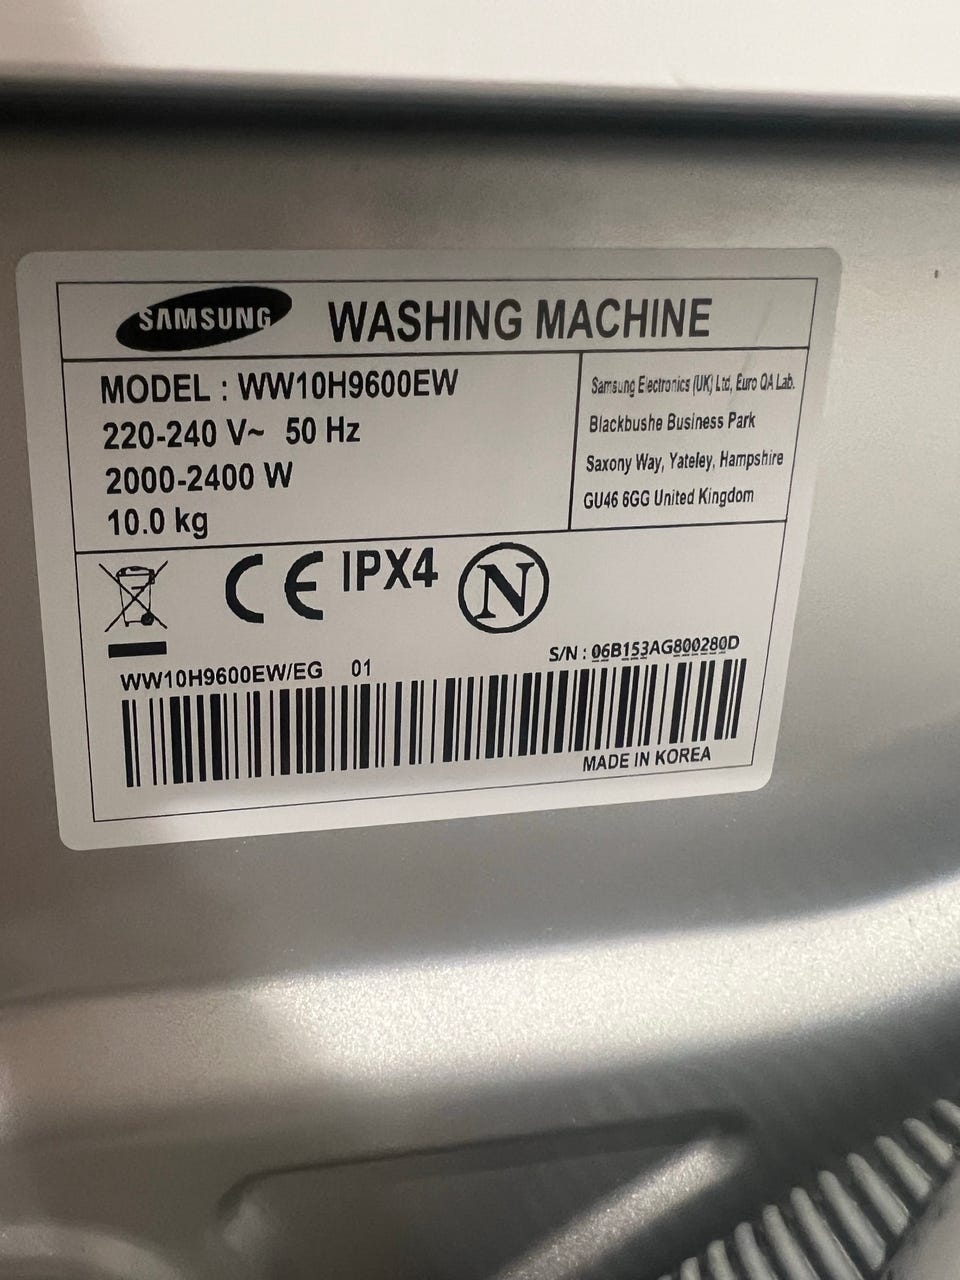 SAMSUNG WASHING MACHINE
MODEL : WW10H9600EW
220-240 V~ 50 Hz
2000-2400 W
10.0 kg
Samsung Electronics (UK) Ltd, Euro QA Lab.
Blackbushe Business Park
Saxony Way, Yateley, Hampshire
GU46 6GG United Kingdom
CE IPX4 N
WW10H9600EW/EG 01
S/N : 06B153AG800280D
MADE IN KOREA